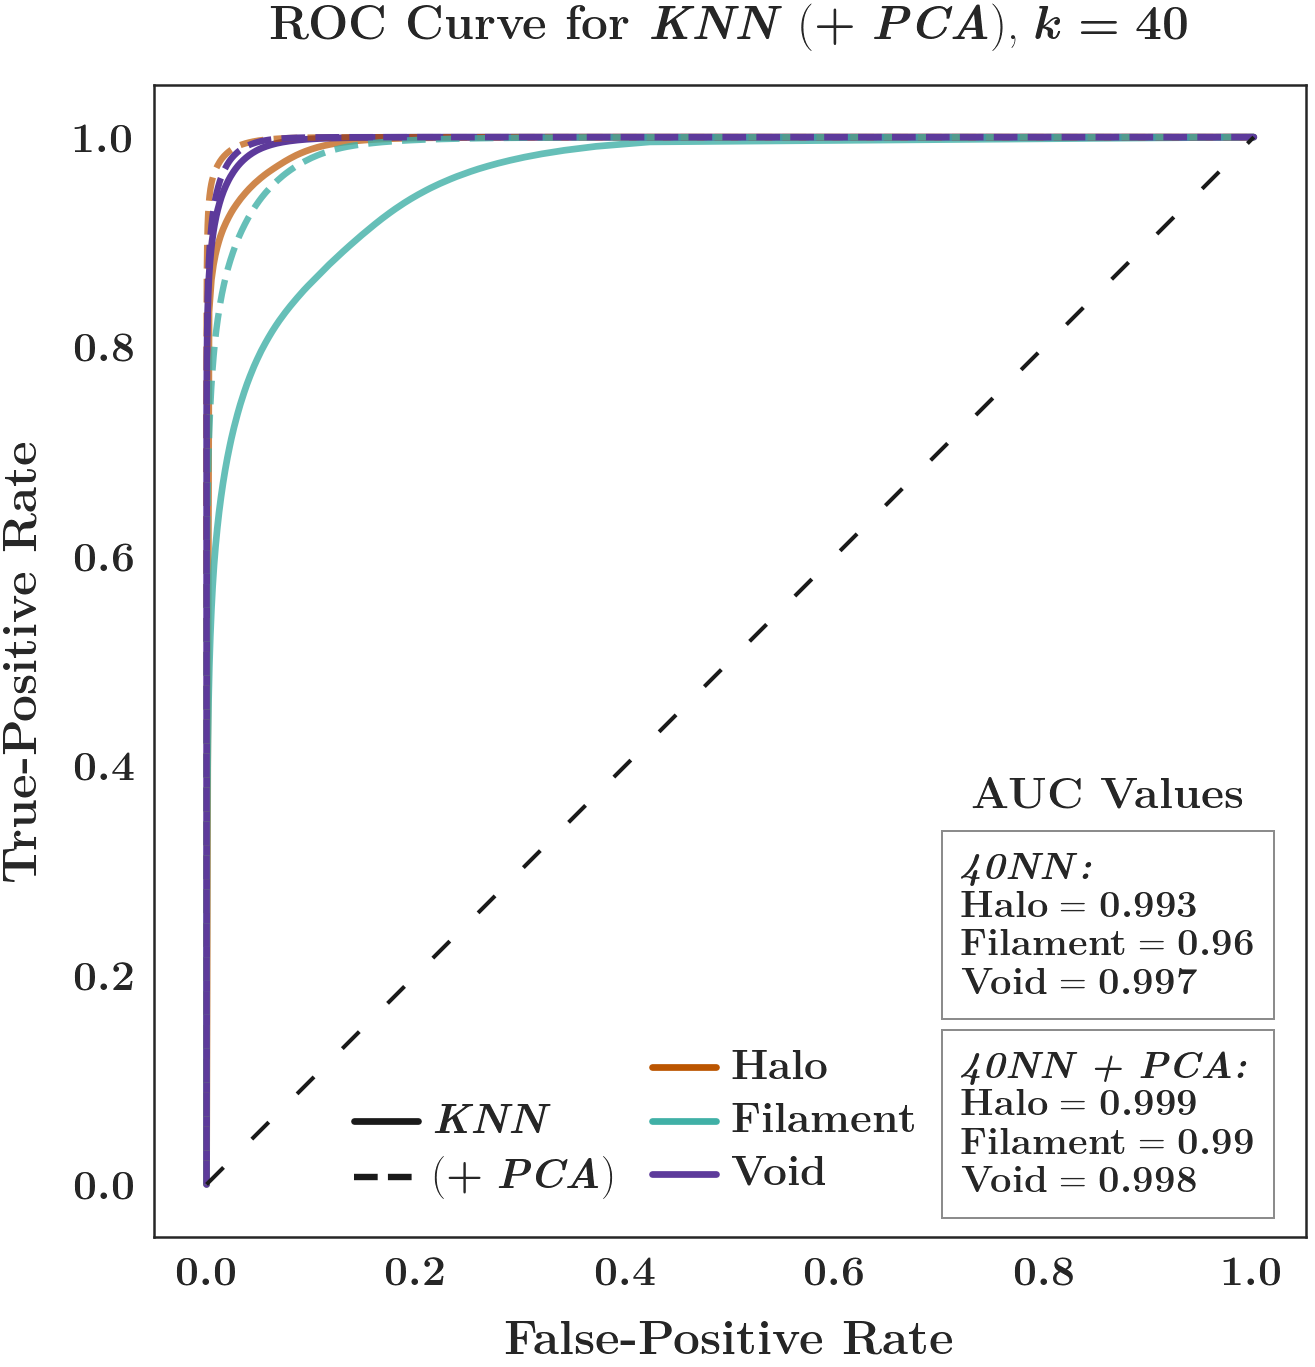 ROC Curve for KNN (+ PCA), k = 40
True-Positive Rate
1.0
0.8
0.6
0.4
0.2
0.0
AUC Values
40NN:
Halo = 0.993
Filament = 0.96
Void = 0.997
40NN + PCA:
Halo = 0.999
Filament = 0.99
Void = 0.998
KNN
(+ PCA)
Halo
Filament
Void
0.0 0.2 0.4 0.6 0.8 1.0
False-Positive Rate